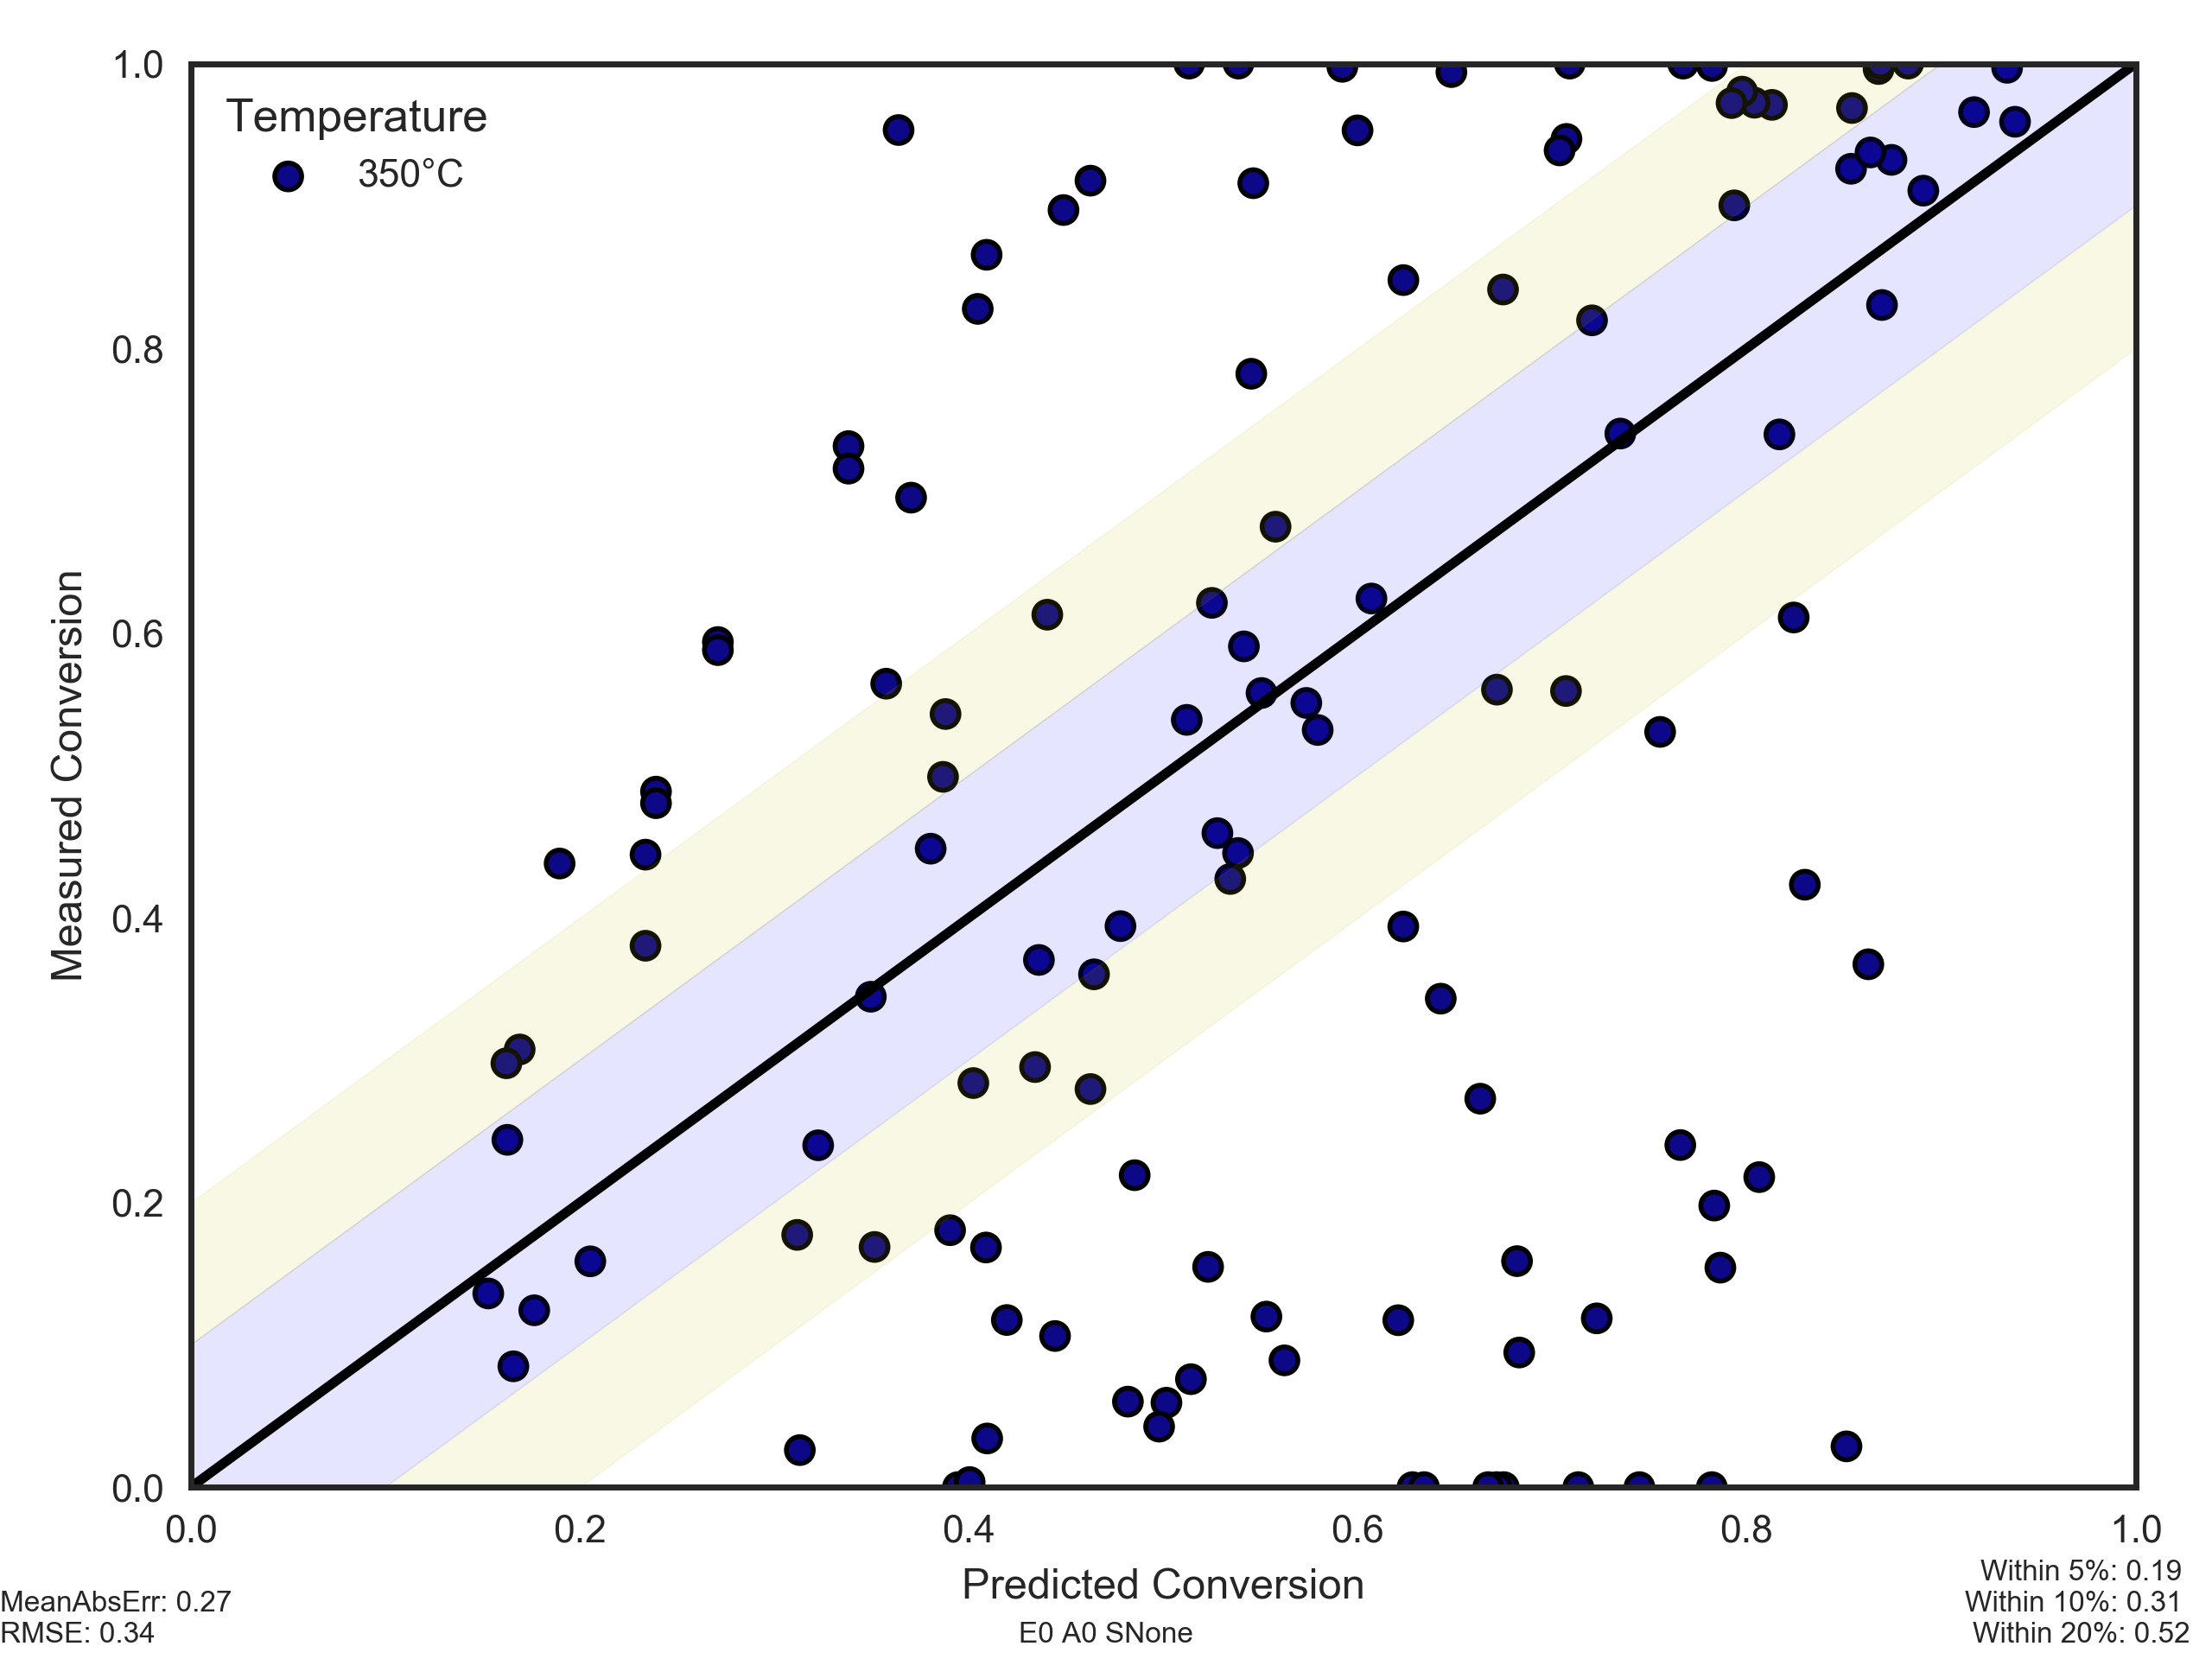 Temperature
350°C
1.0
0.8
0.6
0.4
0.2
0.0
Measured Conversion
0.0 0.2 0.4 0.6 0.8 1.0
Predicted Conversion
E0 A0 SNone
MeanAbsErr: 0.27
RMSE: 0.34
Within 5%: 0.19
Within 10%: 0.31
Within 20%: 0.52